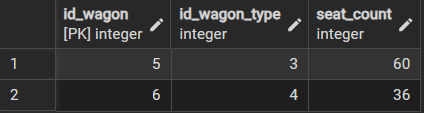 id_wagon id_wagon_type seat_count
[PK] integer integer integer
1 5 3 60
2 6 4 36